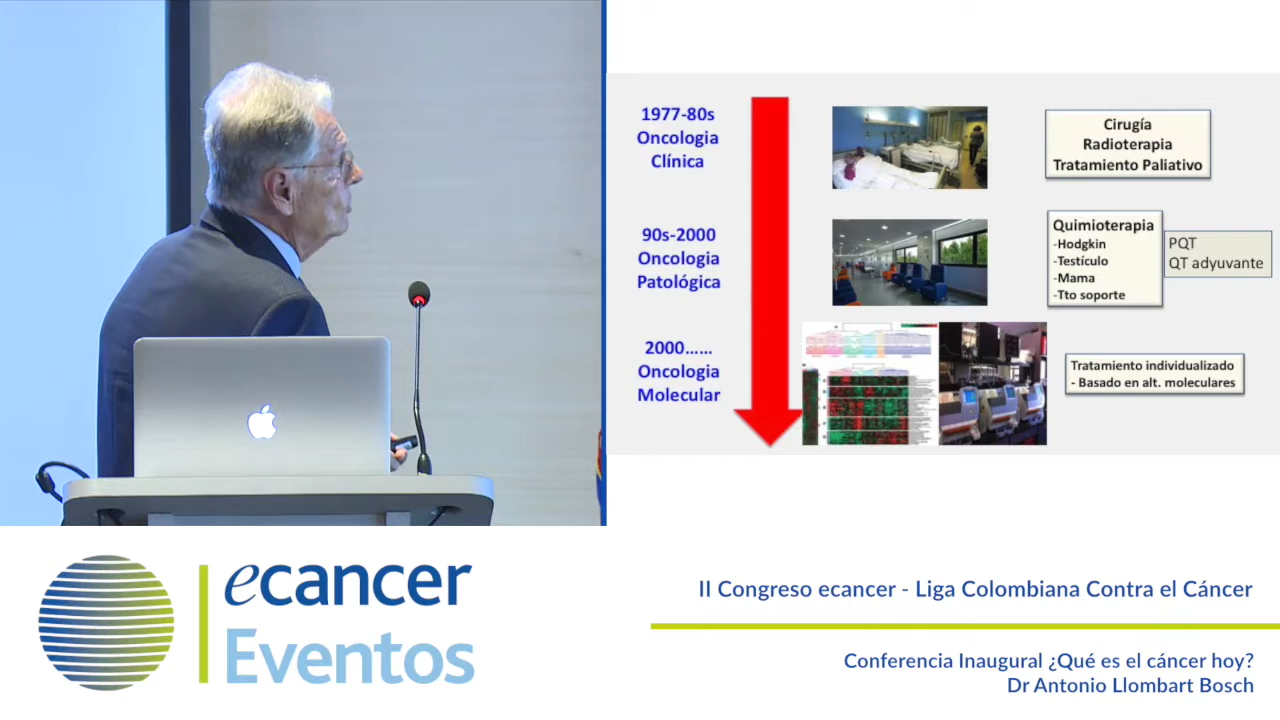 1977-80s
Oncologia
Clínica
Cirugía
Radioterapia
Tratamiento Paliativo
90s-2000
Oncologia
Patológica
Quimioterapia
-Hodgkin
-Testículo
-Mama
-Tto soporte
PQT
QT adyuvante
2000......
Oncologia
Molecular
Tratamiento individualizado
- Basado en alt. moleculares
ecancer
Eventos
II Congreso ecancer - Liga Colombiana Contra el Cáncer
Conferencia Inaugural ¿Qué es el cáncer hoy?
Dr Antonio Llombart Bosch